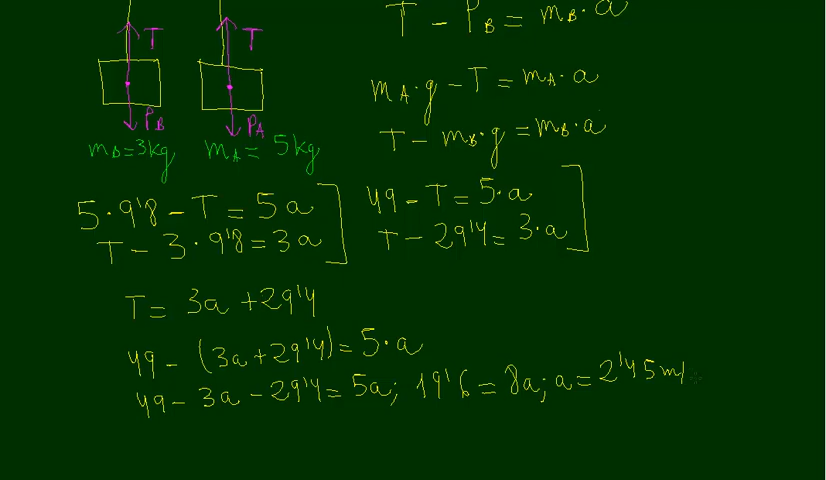 T - P_B = m_B · a
T T
m_A · g - T = m_A · a
P_B P_A
T - m_B · g = m_B · a
m_B = 3kg m_A = 5kg
5 · 9'8 - T = 5a
T - 3 · 9'8 = 3a
49 - T = 5 · a
T - 29'4 = 3 · a
T = 3a + 29'4
49 - (3a + 29'4) = 5 · a
49 - 3a - 29'4 = 5a; 19'6 = 8a; a = 2'45 m/